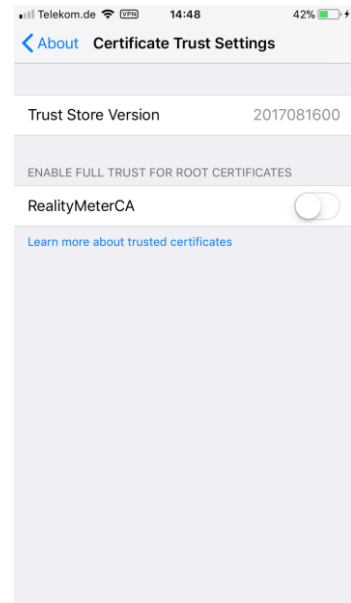 Telekom.de VPN 14:48 42%
About Certificate Trust Settings
Trust Store Version 2017081600
ENABLE FULL TRUST FOR ROOT CERTIFICATES
RealityMeterCA
Learn more about trusted certificates